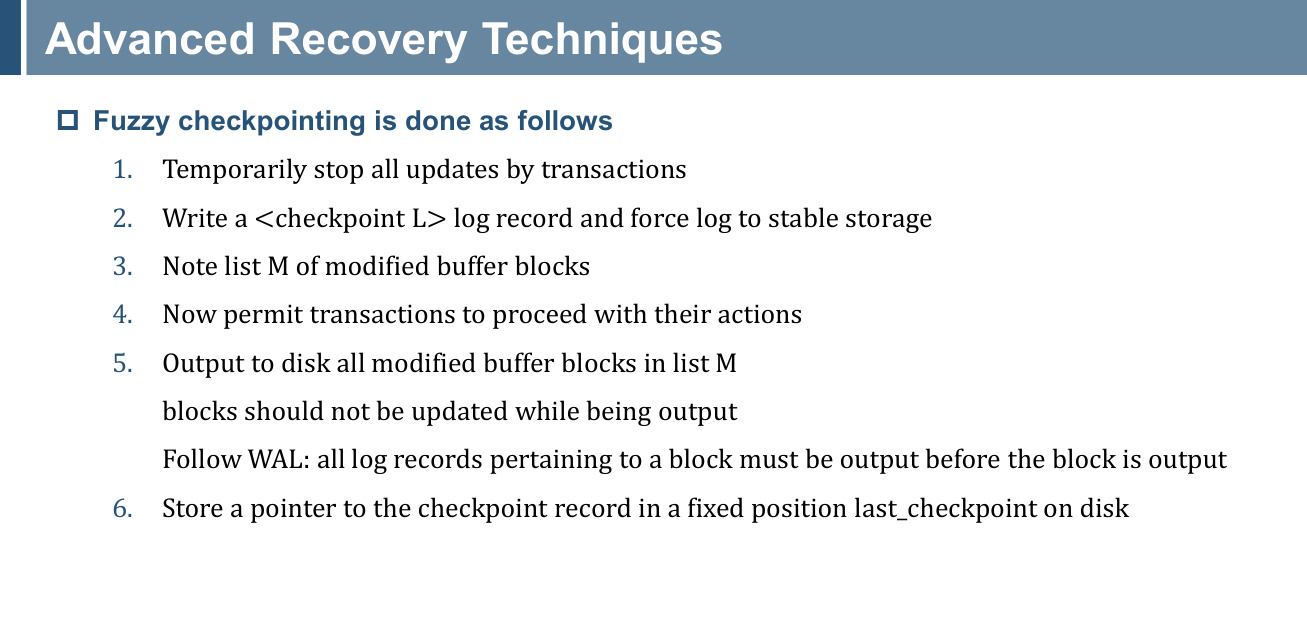 Advanced Recovery Techniques
Fuzzy checkpointing is done as follows
1. Temporarily stop all updates by transactions
2. Write a <checkpoint L> log record and force log to stable storage
3. Note list M of modified buffer blocks
4. Now permit transactions to proceed with their actions
5. Output to disk all modified buffer blocks in list M
blocks should not be updated while being output
Follow WAL: all log records pertaining to a block must be output before the block is output
6. Store a pointer to the checkpoint record in a fixed position last_checkpoint on disk